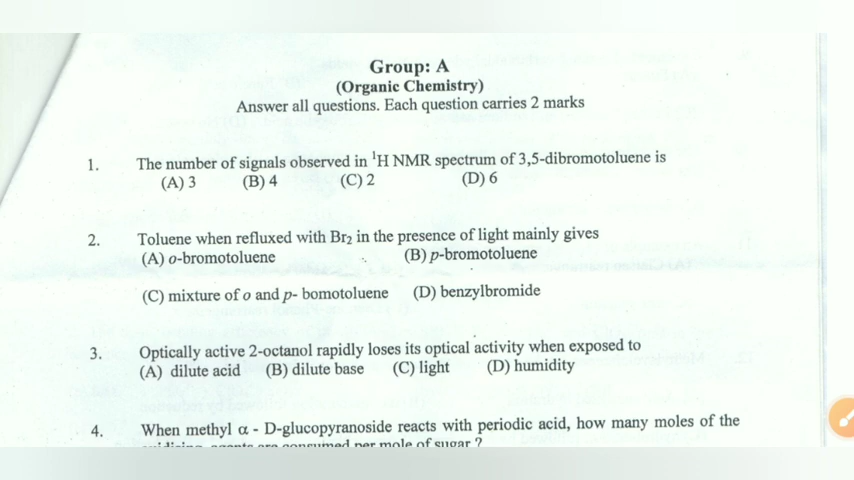 Group: A
(Organic Chemistry)
Answer all questions. Each question carries 2 marks
1. The number of signals observed in ¹H NMR spectrum of 3,5-dibromotoluene is
(A) 3 (B) 4 (C) 2 (D) 6
2. Toluene when refluxed with Br₂ in the presence of light mainly gives
(A) o-bromotoluene (B) p-bromotoluene
(C) mixture of o and p- bomotoluene (D) benzylbromide
3. Optically active 2-octanol rapidly loses its optical activity when exposed to
(A) dilute acid (B) dilute base (C) light (D) humidity
4. When methyl α - D-glucopyranoside reacts with periodic acid, how many moles of the
oxidizing agents are consumed per mole of sugar ?